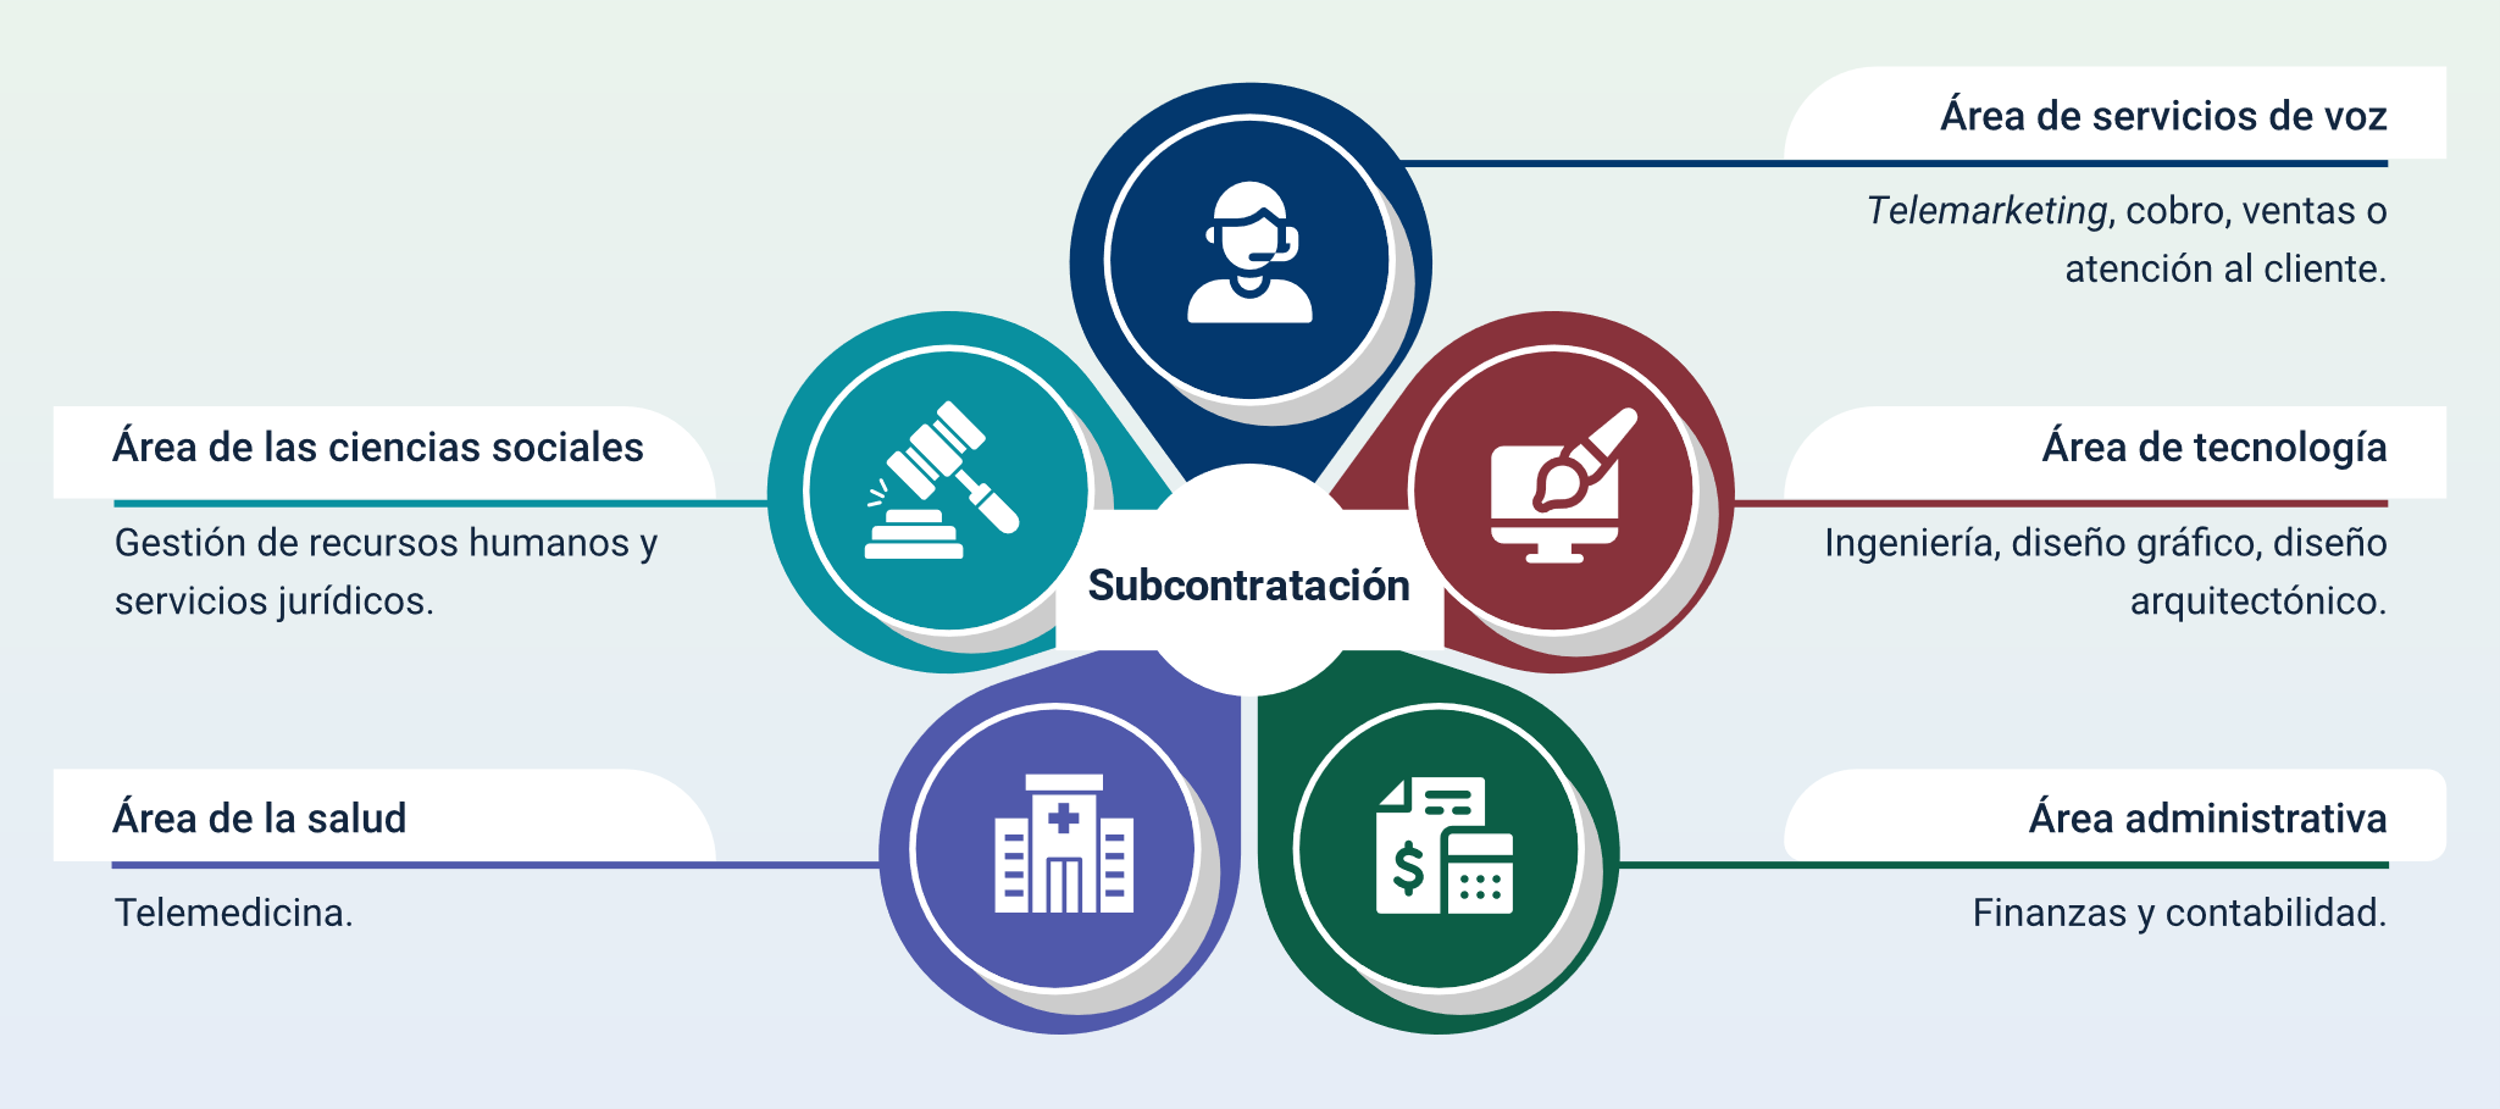 Área de servicios de voz
Telemarketing, cobro, ventas o
atención al cliente.
Área de las ciencias sociales
Gestión de recursos humanos y
servicios jurídicos.
Subcontratación
Área de tecnología
Ingeniería, diseño gráfico, diseño
arquitectónico.
Área de la salud
Telemedicina.
Área administrativa
Finanzas y contabilidad.
$